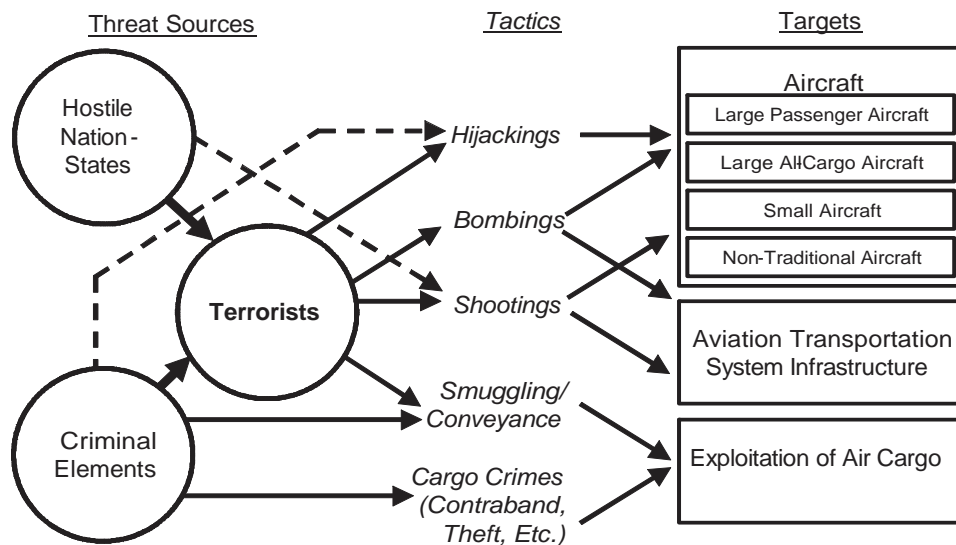 Threat Sources
Tactics
Targets
Hostile
Nation-
States
Terrorists
Criminal
Elements
Hijackings
Bombings
Shootings
Smuggling/
Conveyance
Cargo Crimes
(Contraband,
Theft, Etc.)
Aircraft
Large Passenger Aircraft
Large All-Cargo Aircraft
Small Aircraft
Non-Traditional Aircraft
Aviation Transportation
System Infrastructure
Exploitation of Air Cargo